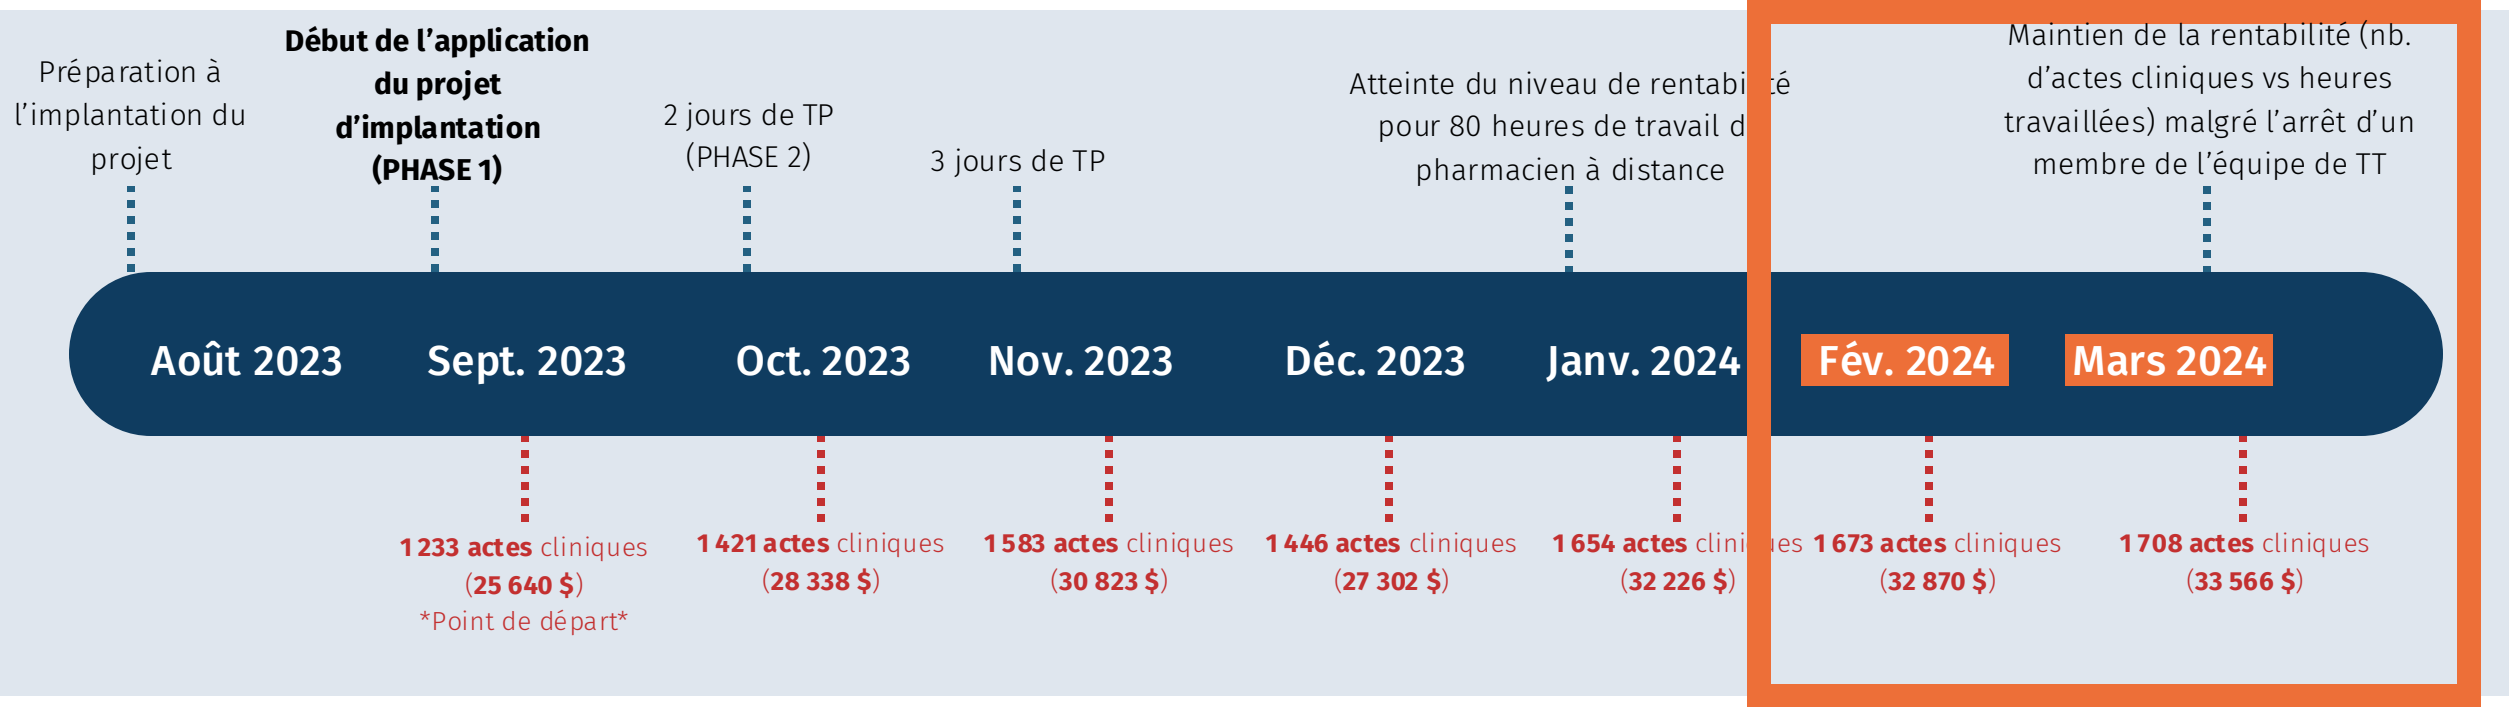 Préparation à
l'implantation du
projet
Début de l'application
du projet
d'implantation
(PHASE 1)
2 jours de TP
(PHASE 2)
3 jours de TP
Atteinte du niveau de rentabilité
pour 80 heures de travail d
pharmacien à distance
Maintien de la rentabilité (nb.
d'actes cliniques vs heures
travaillées) malgré l'arrêt d'un
membre de l'équipe de TT
Août 2023
Sept. 2023
Oct. 2023
Nov. 2023
Déc. 2023
Janv. 2024
Fév. 2024
Mars 2024
1 233 actes cliniques
(25 640 $)
*Point de départ*
1 421 actes cliniques
(28 338 $)
1 583 actes cliniques
(30 823 $)
1 446 actes cliniques
(27 302 $)
1 654 actes cliniques
(32 226 $)
1 673 actes cliniques
(32 870 $)
1 708 actes cliniques
(33 566 $)